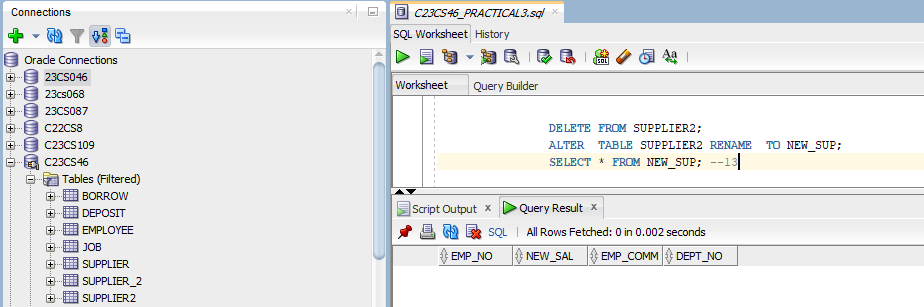 Connections
Oracle Connections
23CS046
23cs068
23CS087
C22CS8
C23CS109
C23CS46
Tables (Filtered)
BORROW
DEPOSIT
EMPLOYEE
JOB
SUPPLIER
SUPPLIER_2
SUPPLIER2
C23CS46_PRACTICAL3.sql
SQL Worksheet History
Aa
Worksheet Query Builder
DELETE FROM SUPPLIER2;
ALTER  TABLE SUPPLIER2 RENAME  TO NEW_SUP;
SELECT * FROM NEW_SUP; --13
Script Output x Query Result x
SQL All Rows Fetched: 0 in 0.002 seconds
EMP_NO NEW_SAL EMP_COMM DEPT_NO